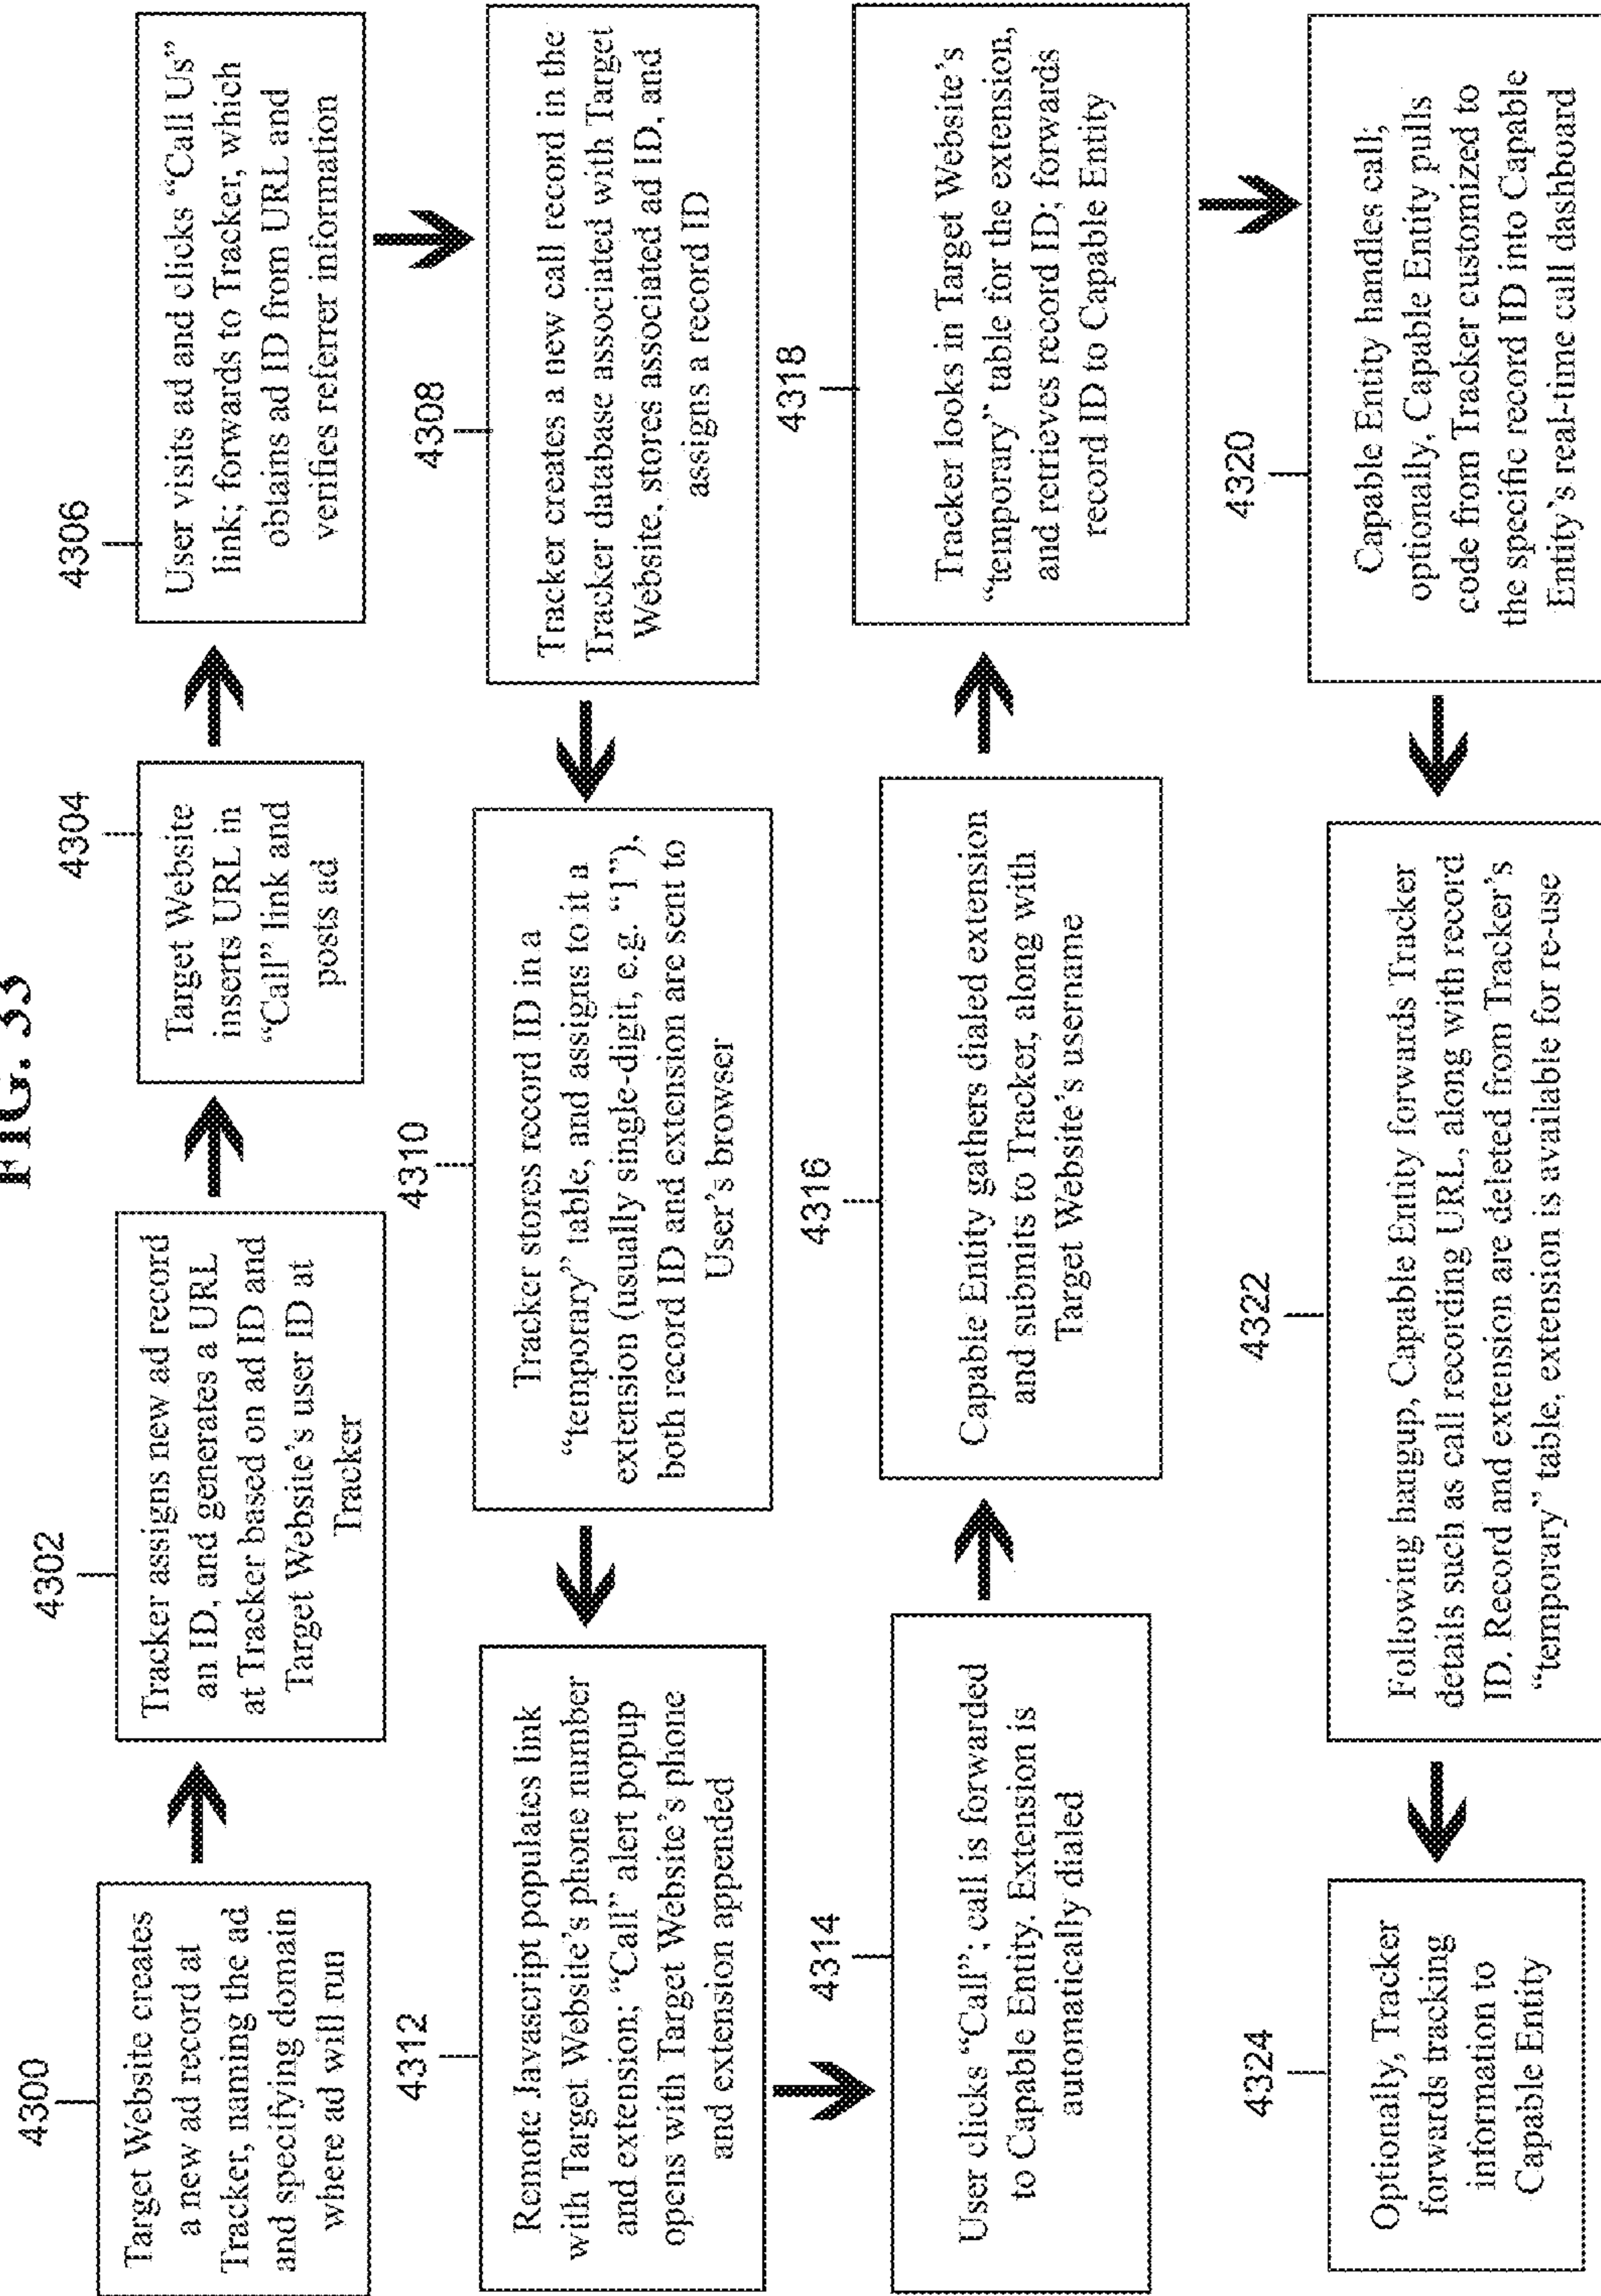 FIG. 33
4300
Target Website creates
a new ad record at
Tracker, naming the ad
and specifying domain
where ad will run
4302
Tracker assigns new ad record
an ID, and generates a URL
at Tracker based on ad ID and
Target Website's user ID at
Tracker
4304
Target Website
inserts URL in
“Call” link and
posts ad
4306
User visits ad and clicks “Call Us”
link; forwards to Tracker, which
obtains ad ID from URL and
verifies referrer information
4308
Tracker creates a new call record in the
Tracker database associated with Target
Website, stores associated ad ID, and
assigns a record ID
4310
Tracker stores record ID in a
“temporary” table, and assigns to it a
extension (usually single-digit, e.g. “1”),
both record ID and extension are sent to
User's browser
4312
Remote Javascript populates link
with Target Website's phone number
and extension; “Call” alert popup
opens with Target Website's phone
and extension appended
4314
User clicks “Call”; call is forwarded
to Capable Entity. Extension is
automatically dialed
4316
Capable Entity gathers dialed extension
and submits to Tracker, along with
Target Website's username
4318
Tracker looks in Target Website's
“temporary” table for the extension,
and retrieves record ID; forwards
record ID to Capable Entity
4320
Capable Entity handles call;
optionally, Capable Entity pulls
code from Tracker customized to
the specific record ID into Capable
Entity's real-time call dashboard
4322
Following hangup, Capable Entity forwards Tracker
details such as call recording URL, along with record
ID. Record and extension are deleted from Tracker's
“temporary” table, extension is available for re-use
4324
Optionally, Tracker
forwards tracking
information to
Capable Entity